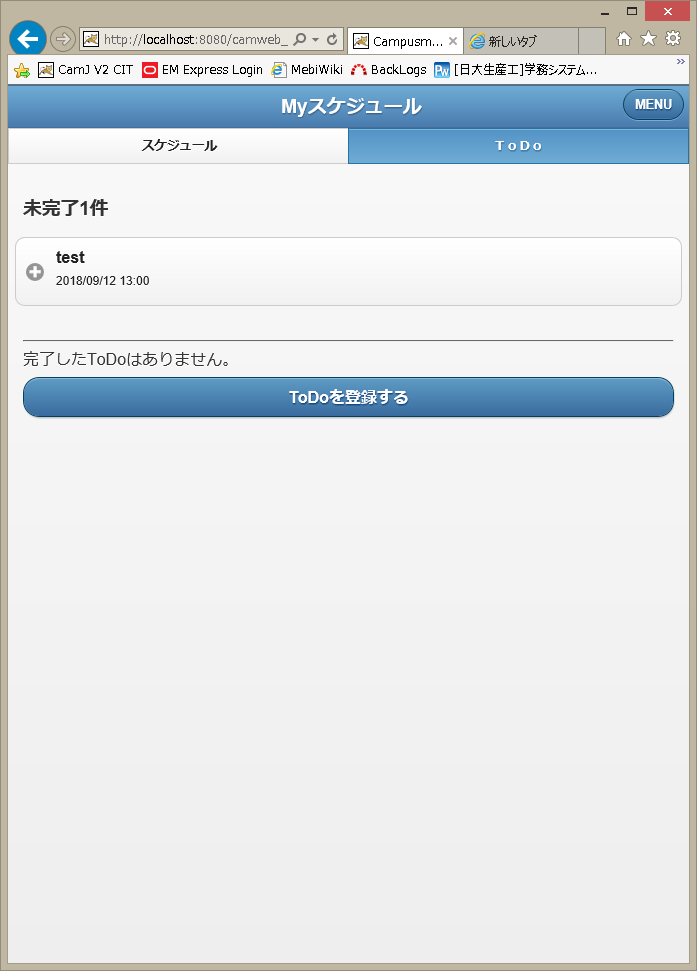 http://localhost:8080/camweb_
Campusm...
新しいタブ
CamJ V2 CIT
EM Express Login
MebiWiki
BackLogs
[日大生産工]学務システム...
Myスケジュール
MENU
スケジュール
ToDo
未完了1件
test
2018/09/12 13:00
完了したToDoはありません。
ToDoを登録する